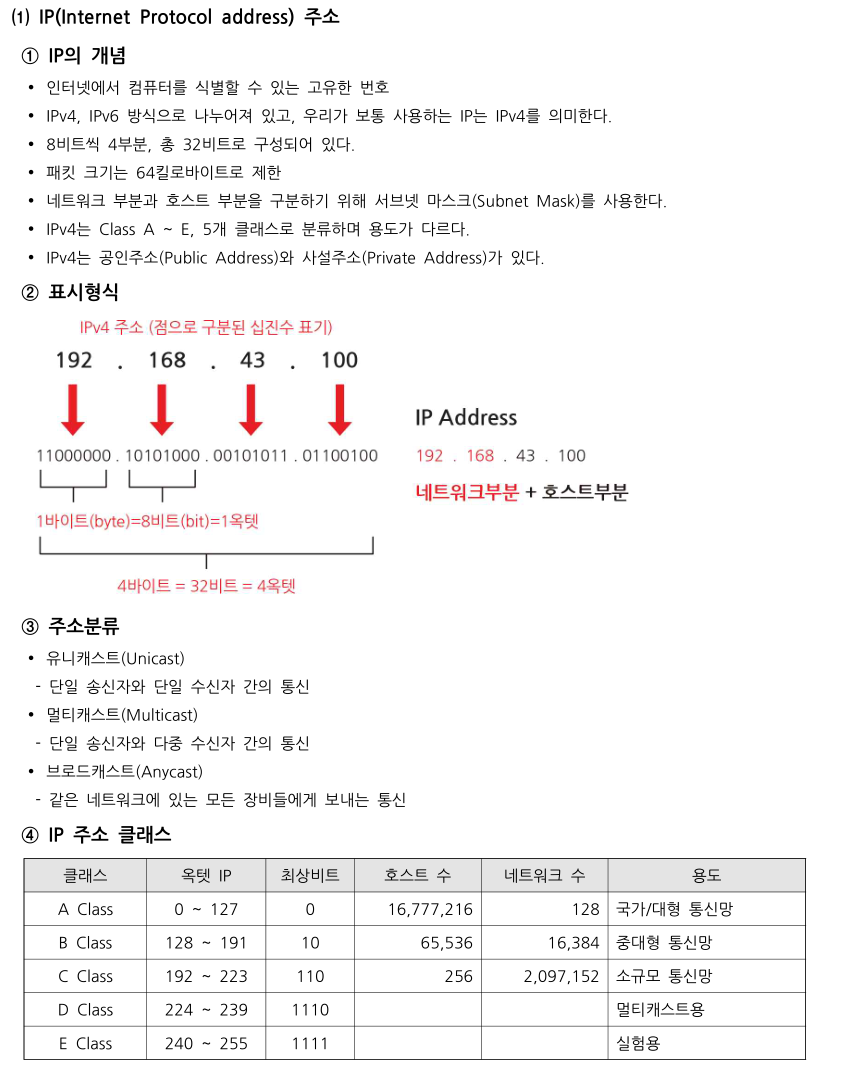 (1) IP(Internet Protocol address) 주소
① IP의 개념
• 인터넷에서 컴퓨터를 식별할 수 있는 고유한 번호
• IPv4, IPv6 방식으로 나누어져 있고, 우리가 보통 사용하는 IP는 IPv4를 의미한다.
• 8비트씩 4부분, 총 32비트로 구성되어 있다.
• 패킷 크기는 64킬로바이트로 제한
• 네트워크 부분과 호스트 부분을 구분하기 위해 서브넷 마스크(Subnet Mask)를 사용한다.
• IPv4는 Class A ~ E, 5개 클래스로 분류하며 용도가 다르다.
• IPv4는 공인주소(Public Address)와 사설주소(Private Address)가 있다.
② 표시형식
IPv4 주소 (점으로 구분된 십진수 표기)
192 . 168 . 43 . 100
11000000 . 10101000 . 00101011 . 01100100
1바이트(byte)=8비트(bit)=1옥텟
4바이트 = 32비트 = 4옥텟
IP Address
192 . 168 . 43 . 100
네트워크부분 + 호스트부분
③ 주소분류
• 유니캐스트(Unicast)
- 단일 송신자와 단일 수신자 간의 통신
• 멀티캐스트(Multicast)
- 단일 송신자와 다중 수신자 간의 통신
• 브로드캐스트(Anycast)
- 같은 네트워크에 있는 모든 장비들에게 보내는 통신
④ IP 주소 클래스
클래스 옥텟 IP 최상비트 호스트 수 네트워크 수 용도
A Class 0 ~ 127 0 16,777,216 128 국가/대형 통신망
B Class 128 ~ 191 10 65,536 16,384 중대형 통신망
C Class 192 ~ 223 110 256 2,097,152 소규모 통신망
D Class 224 ~ 239 1110 멀티캐스트용
E Class 240 ~ 255 1111 실험용